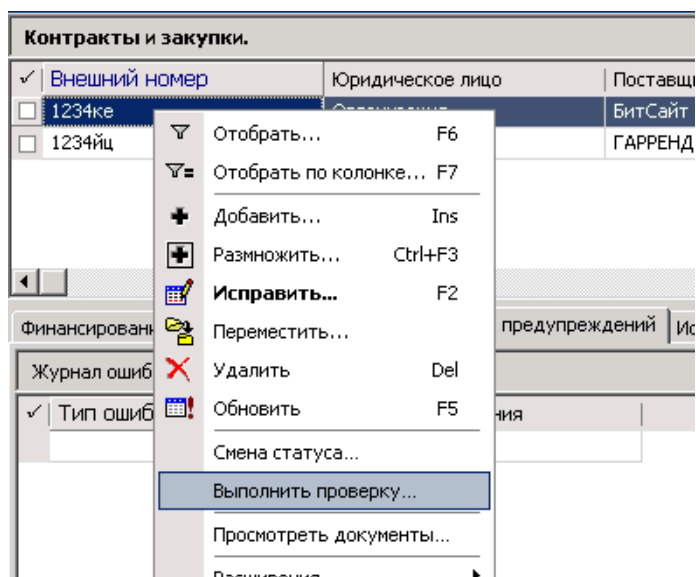 Контракты и закупки.
Внешний номер Юридическое лицо Поставщ
1234ке БитСайт
1234йц ГАРРЕНД
Отобрать... F6
Отобрать по колонке... F7
Добавить... Ins
Размножить... Ctrl+F3
Исправить... F2
Переместить...
Удалить Del
Обновить F5
Смена статуса...
Выполнить проверку...
Просмотреть документы...
Финансирован предупреждений Ис
Журнал ошиб
Тип ошиб ния